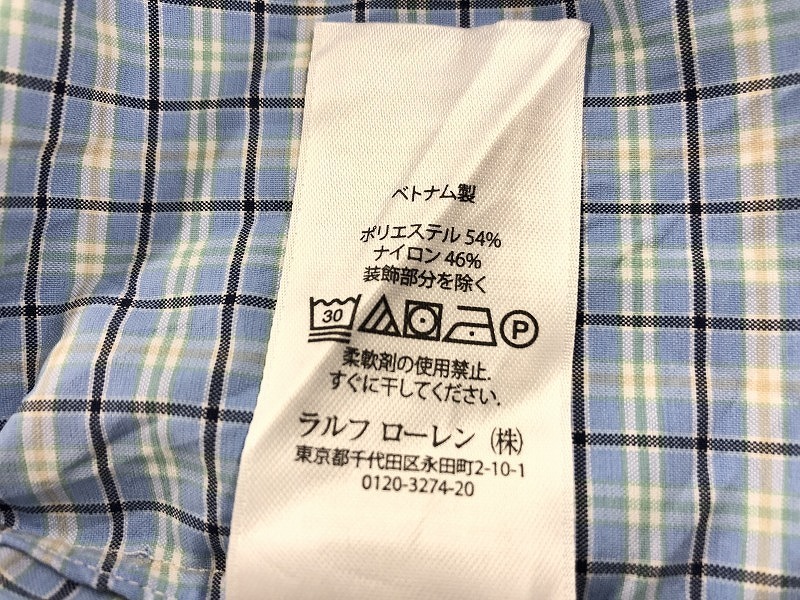 ベトナム製
ポリエステル 54%
ナイロン 46%
装飾部分を除く
30 P
柔軟剤の使用禁止.
すぐに干してください.
ラルフ ローレン (株)
東京都千代田区永田町2-10-1
0120-3274-20